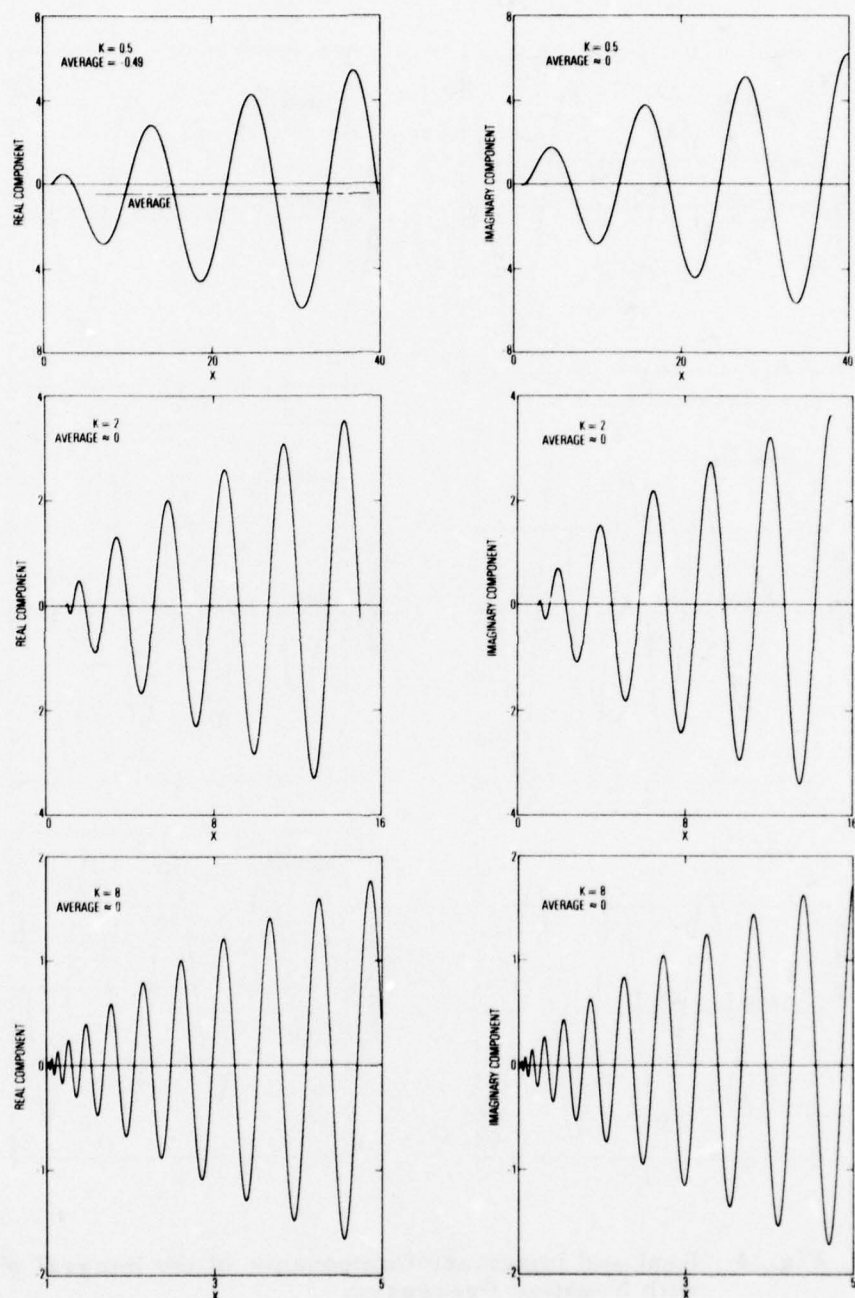 8
4
0
4
8
K = 0.5
AVERAGE = -0.49
AVERAGE
REAL COMPONENT
0
20
40
X
8
4
0
4
8
K = 0.5
AVERAGE ≈ 0
IMAGINARY COMPONENT
0
20
40
X
4
2
0
2
4
K = 2
AVERAGE ≈ 0
REAL COMPONENT
0
8
16
X
4
2
0
2
4
K = 2
AVERAGE ≈ 0
IMAGINARY COMPONENT
0
8
16
X
2
1
0
-1
-2
K = 8
AVERAGE ≈ 0
REAL COMPONENT
1
3
5
X
2
1
0
-1
-2
K = 8
AVERAGE ≈ 0
IMAGINARY COMPONENT
1
3
5
X